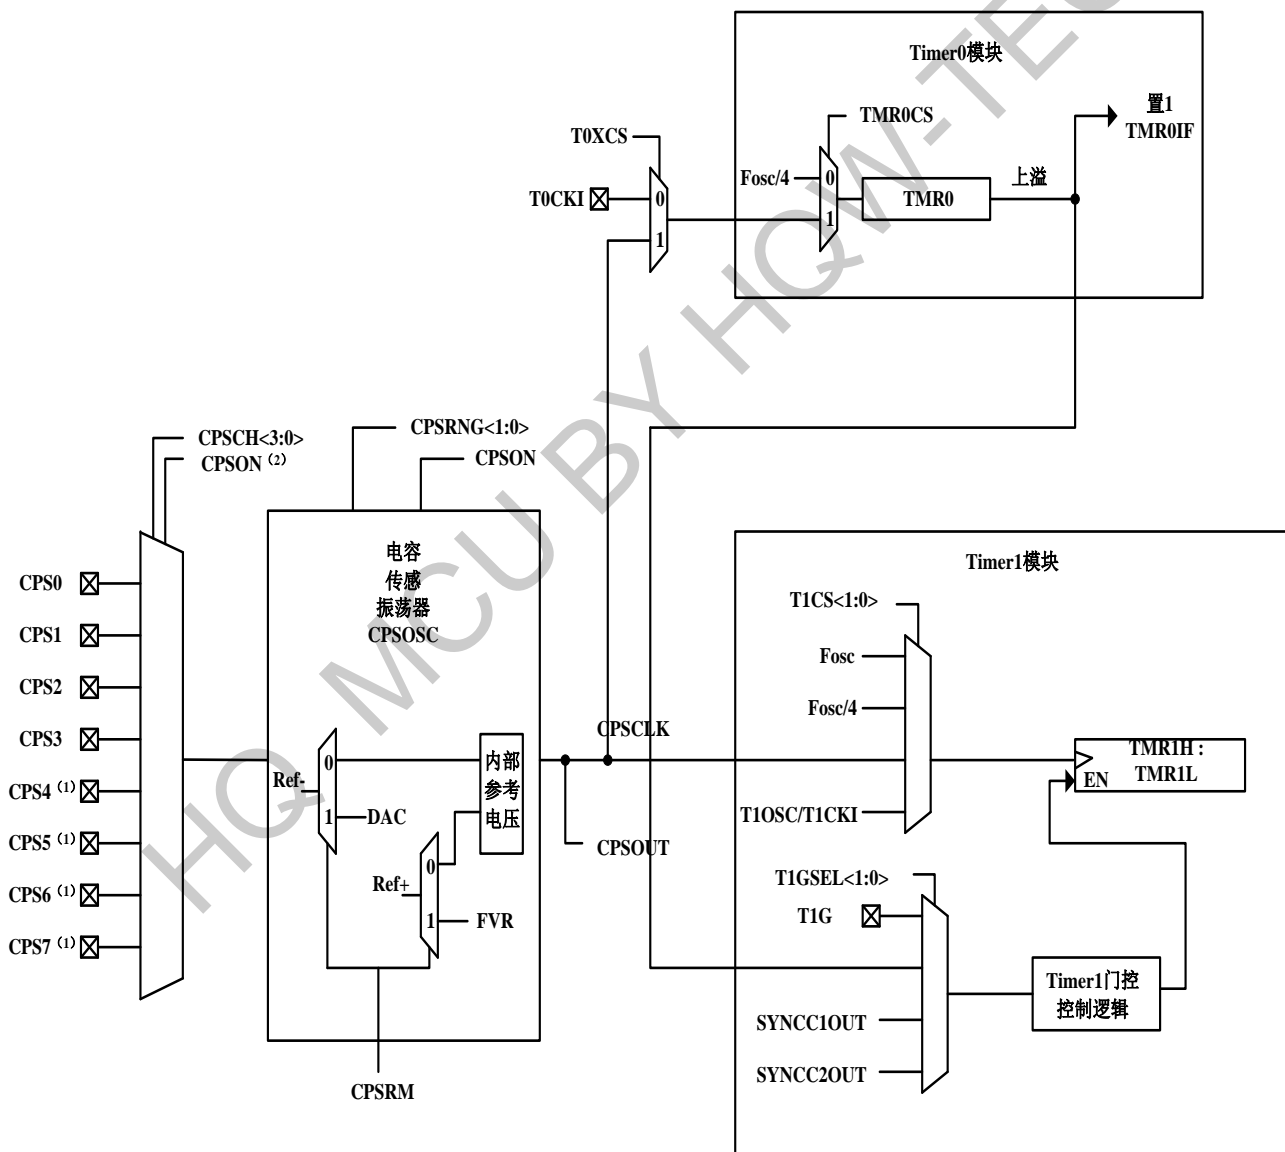 Timer0模块
置1
TMR0IF
TMR0CS
T0XCS
Fosc/4
0
1
TMR0
上溢
T0CKI
0
1
CPSCH<3:0>
CPSON（2）
CPSRNG<1:0>
CPSON
电容
传感
振荡器
CPSOSC
CPS0
CPS1
CPS2
CPS3
CPS4（1）
CPS5（1）
CPS6（1）
CPS7（1）
Ref-
0
1
DAC
内部
参考
电压
Ref+
0
1
FVR
CPSRM
CPSCLK
CPSOUT
Timer1模块
T1CS<1:0>
Fosc
Fosc/4
T1OSC/T1CKI
TMR1H :
TMR1L
EN
T1GSEL<1:0>
T1G
SYNCC1OUT
SYNCC2OUT
Timer1门控
控制逻辑
HQ MCU BY HQW-TEC